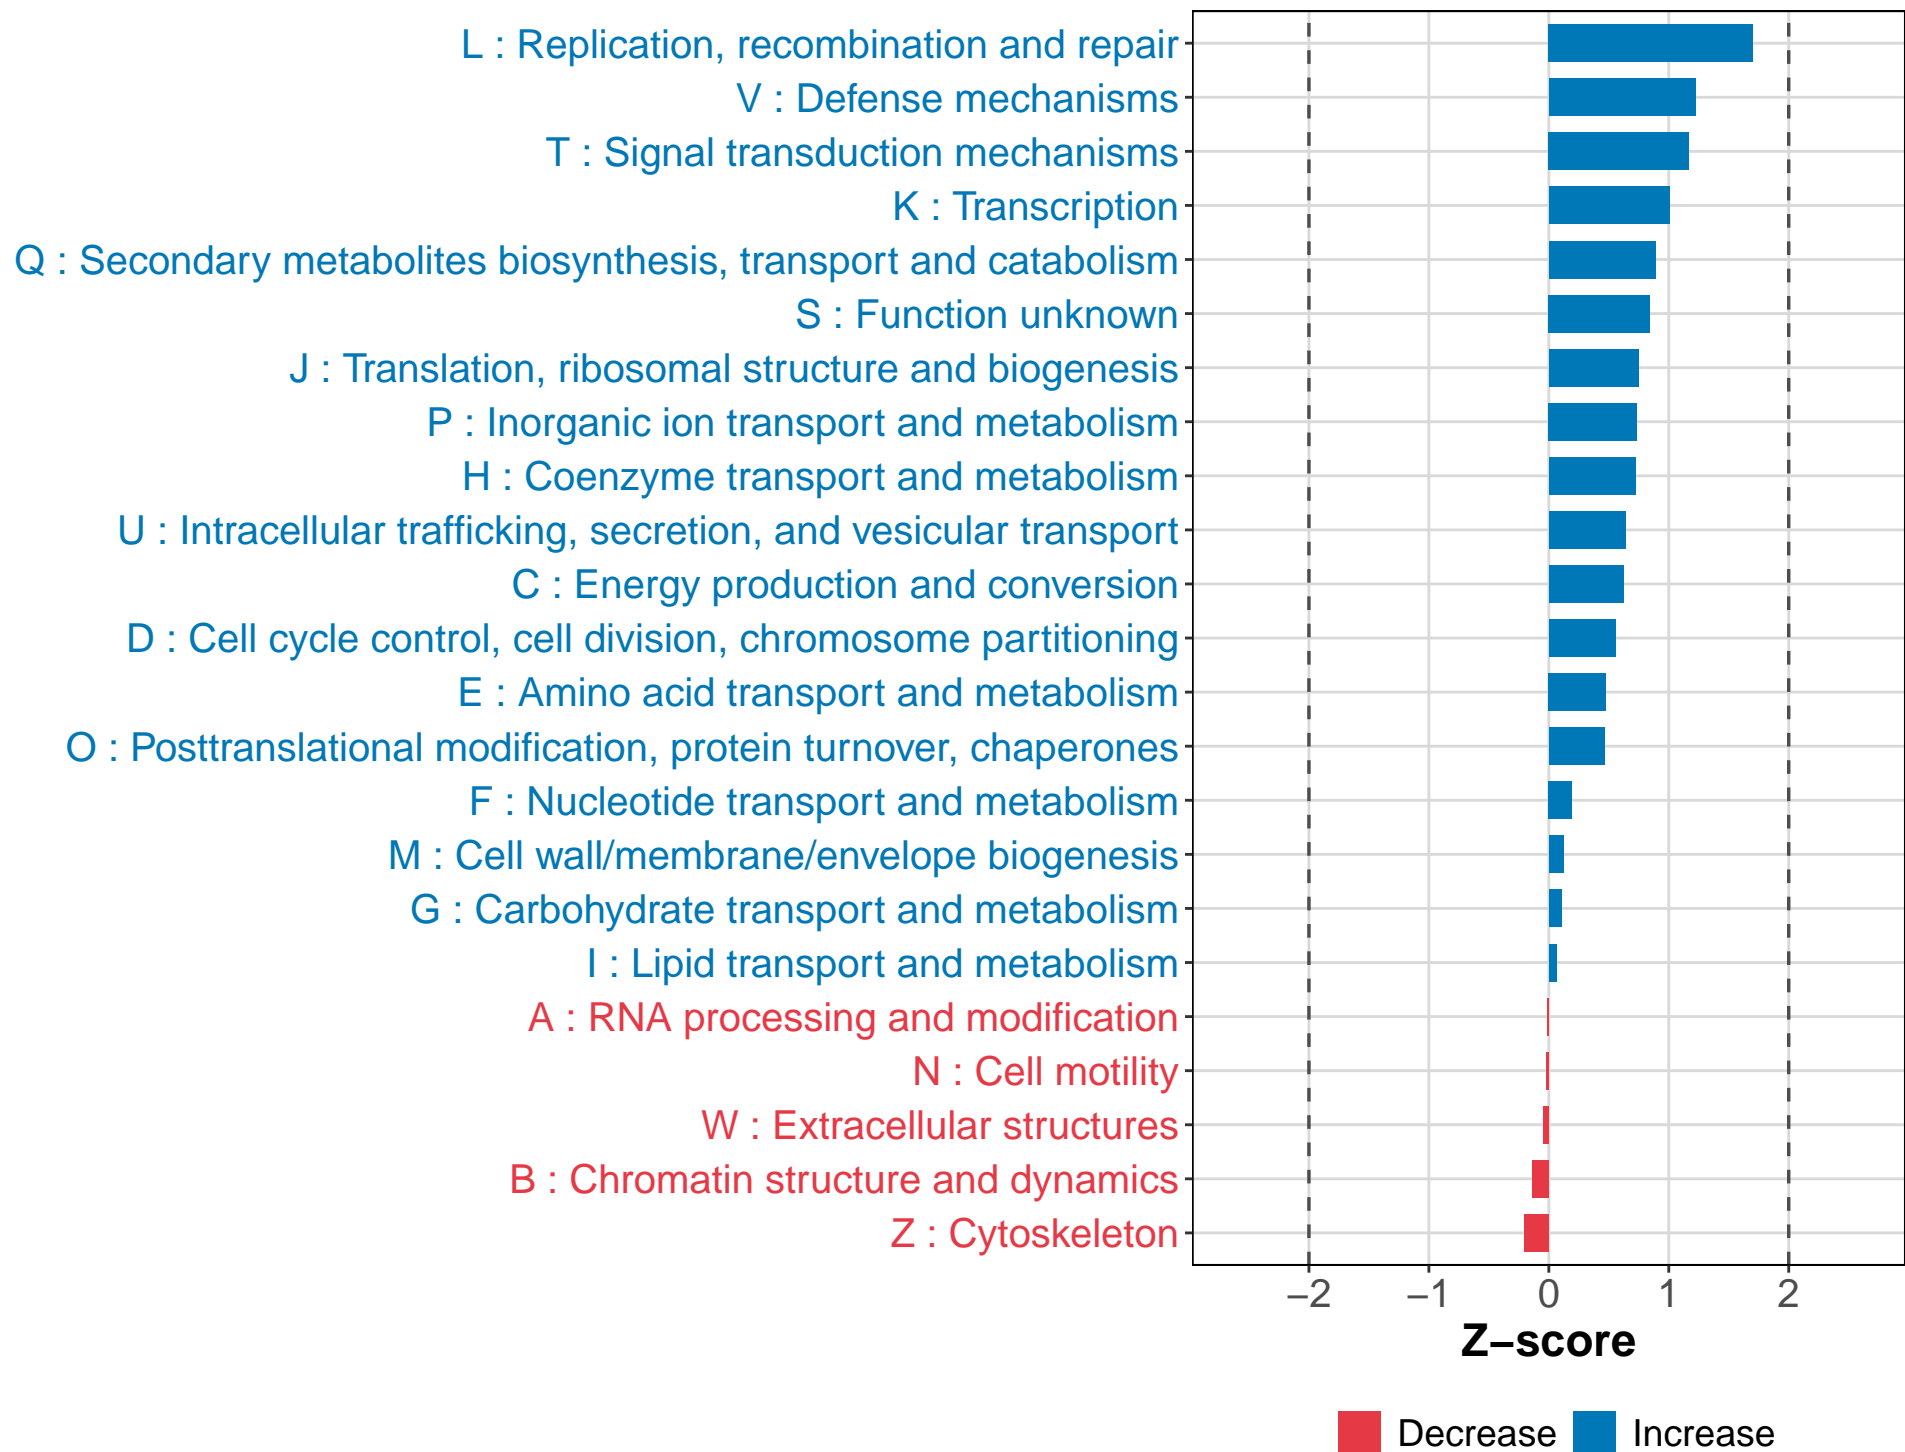 L : Replication, recombination and repair
V : Defense mechanisms
T : Signal transduction mechanisms
K : Transcription
Q : Secondary metabolites biosynthesis, transport and catabolism
S : Function unknown
J : Translation, ribosomal structure and biogenesis
P : Inorganic ion transport and metabolism
H : Coenzyme transport and metabolism
U : Intracellular trafficking, secretion, and vesicular transport
C : Energy production and conversion
D : Cell cycle control, cell division, chromosome partitioning
E : Amino acid transport and metabolism
O : Posttranslational modification, protein turnover, chaperones
F : Nucleotide transport and metabolism
M : Cell wall/membrane/envelope biogenesis
G : Carbohydrate transport and metabolism
I : Lipid transport and metabolism
A : RNA processing and modification
N : Cell motility
W : Extracellular structures
B : Chromatin structure and dynamics
Z : Cytoskeleton
−2 −1 0 1 2
Z−score
Decrease Increase